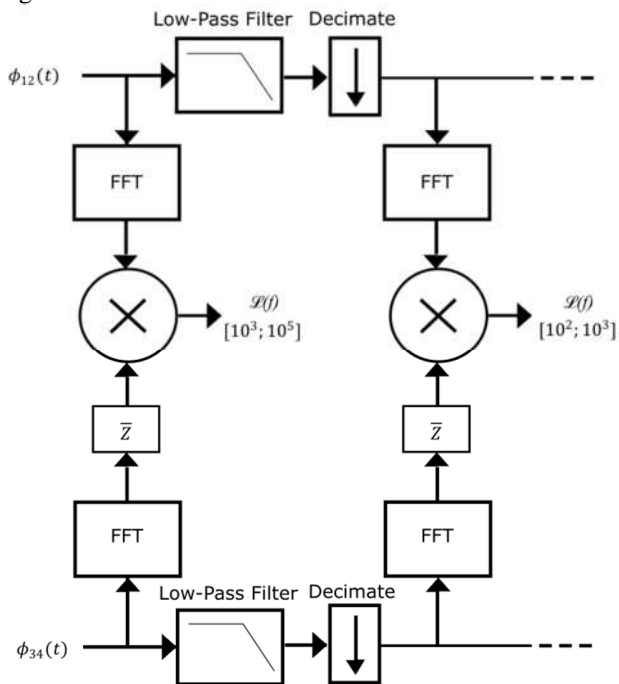 Low-Pass Filter Decimate
ϕ₁₂(t)
FFT FFT
ℒ(f) ℒ(f)
[10³; 10⁵] [10²; 10³]
Z̅ Z̅
FFT FFT
Low-Pass Filter Decimate
ϕ₃₄(t)